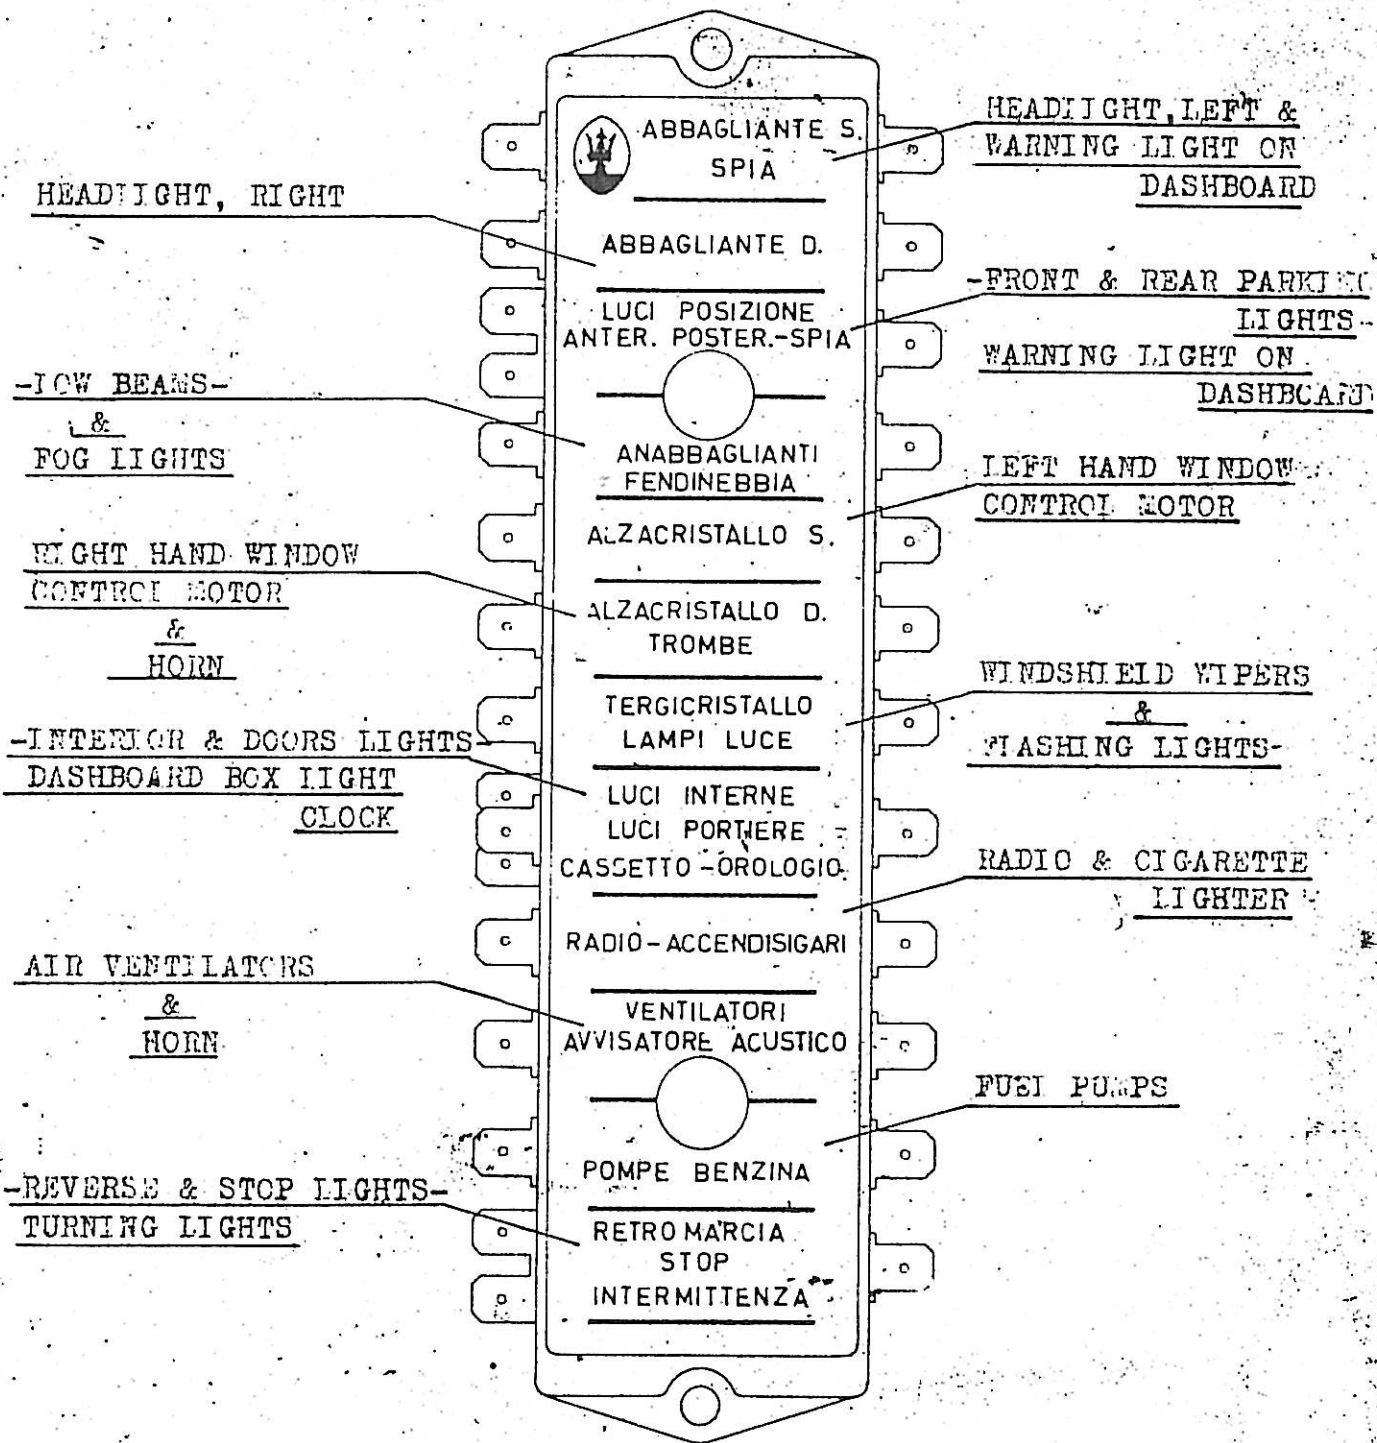 HEADLIGHT, RIGHT
-LOW BEAMS-
&
FOG LIGHTS
RIGHT HAND WINDOW
CONTROL MOTOR
&
HORN
-INTERIOR & DOORS LIGHTS-
DASHBOARD BOX LIGHT
CLOCK
AIR VENTILATORS
&
HORN
-REVERSE & STOP LIGHTS-
TURNING LIGHTS
ABBAGLIANTE S.
SPIA
ABBAGLIANTE D.
LUCI POSIZIONE
ANTER. POSTER.-SPIA
ANABBAGLIANTI
FENDINEBBIA
ALZACRISTALLO S.
ALZACRISTALLO D.
TROMBE
TERGICRISTALLO
LAMPI LUCE
LUCI INTERNE
LUCI PORTIERE
CASSETTO-OROLOGIO
RADIO-ACCENDISIGARI
VENTILATORI
AVVISATORE ACUSTICO
POMPE BENZINA
RETROMARCIA
STOP
INTERMITTENZA
HEADLIGHT, LEFT &
WARNING LIGHT ON
DASHBOARD
-FRONT & REAR PARKING
LIGHTS-
WARNING LIGHT ON
DASHBOARD
LEFT HAND WINDOW
CONTROL MOTOR
WINDSHIELD WIPERS
&
FLASHING LIGHTS-
RADIO & CIGARETTE
LIGHTER
FUEL PUMPS